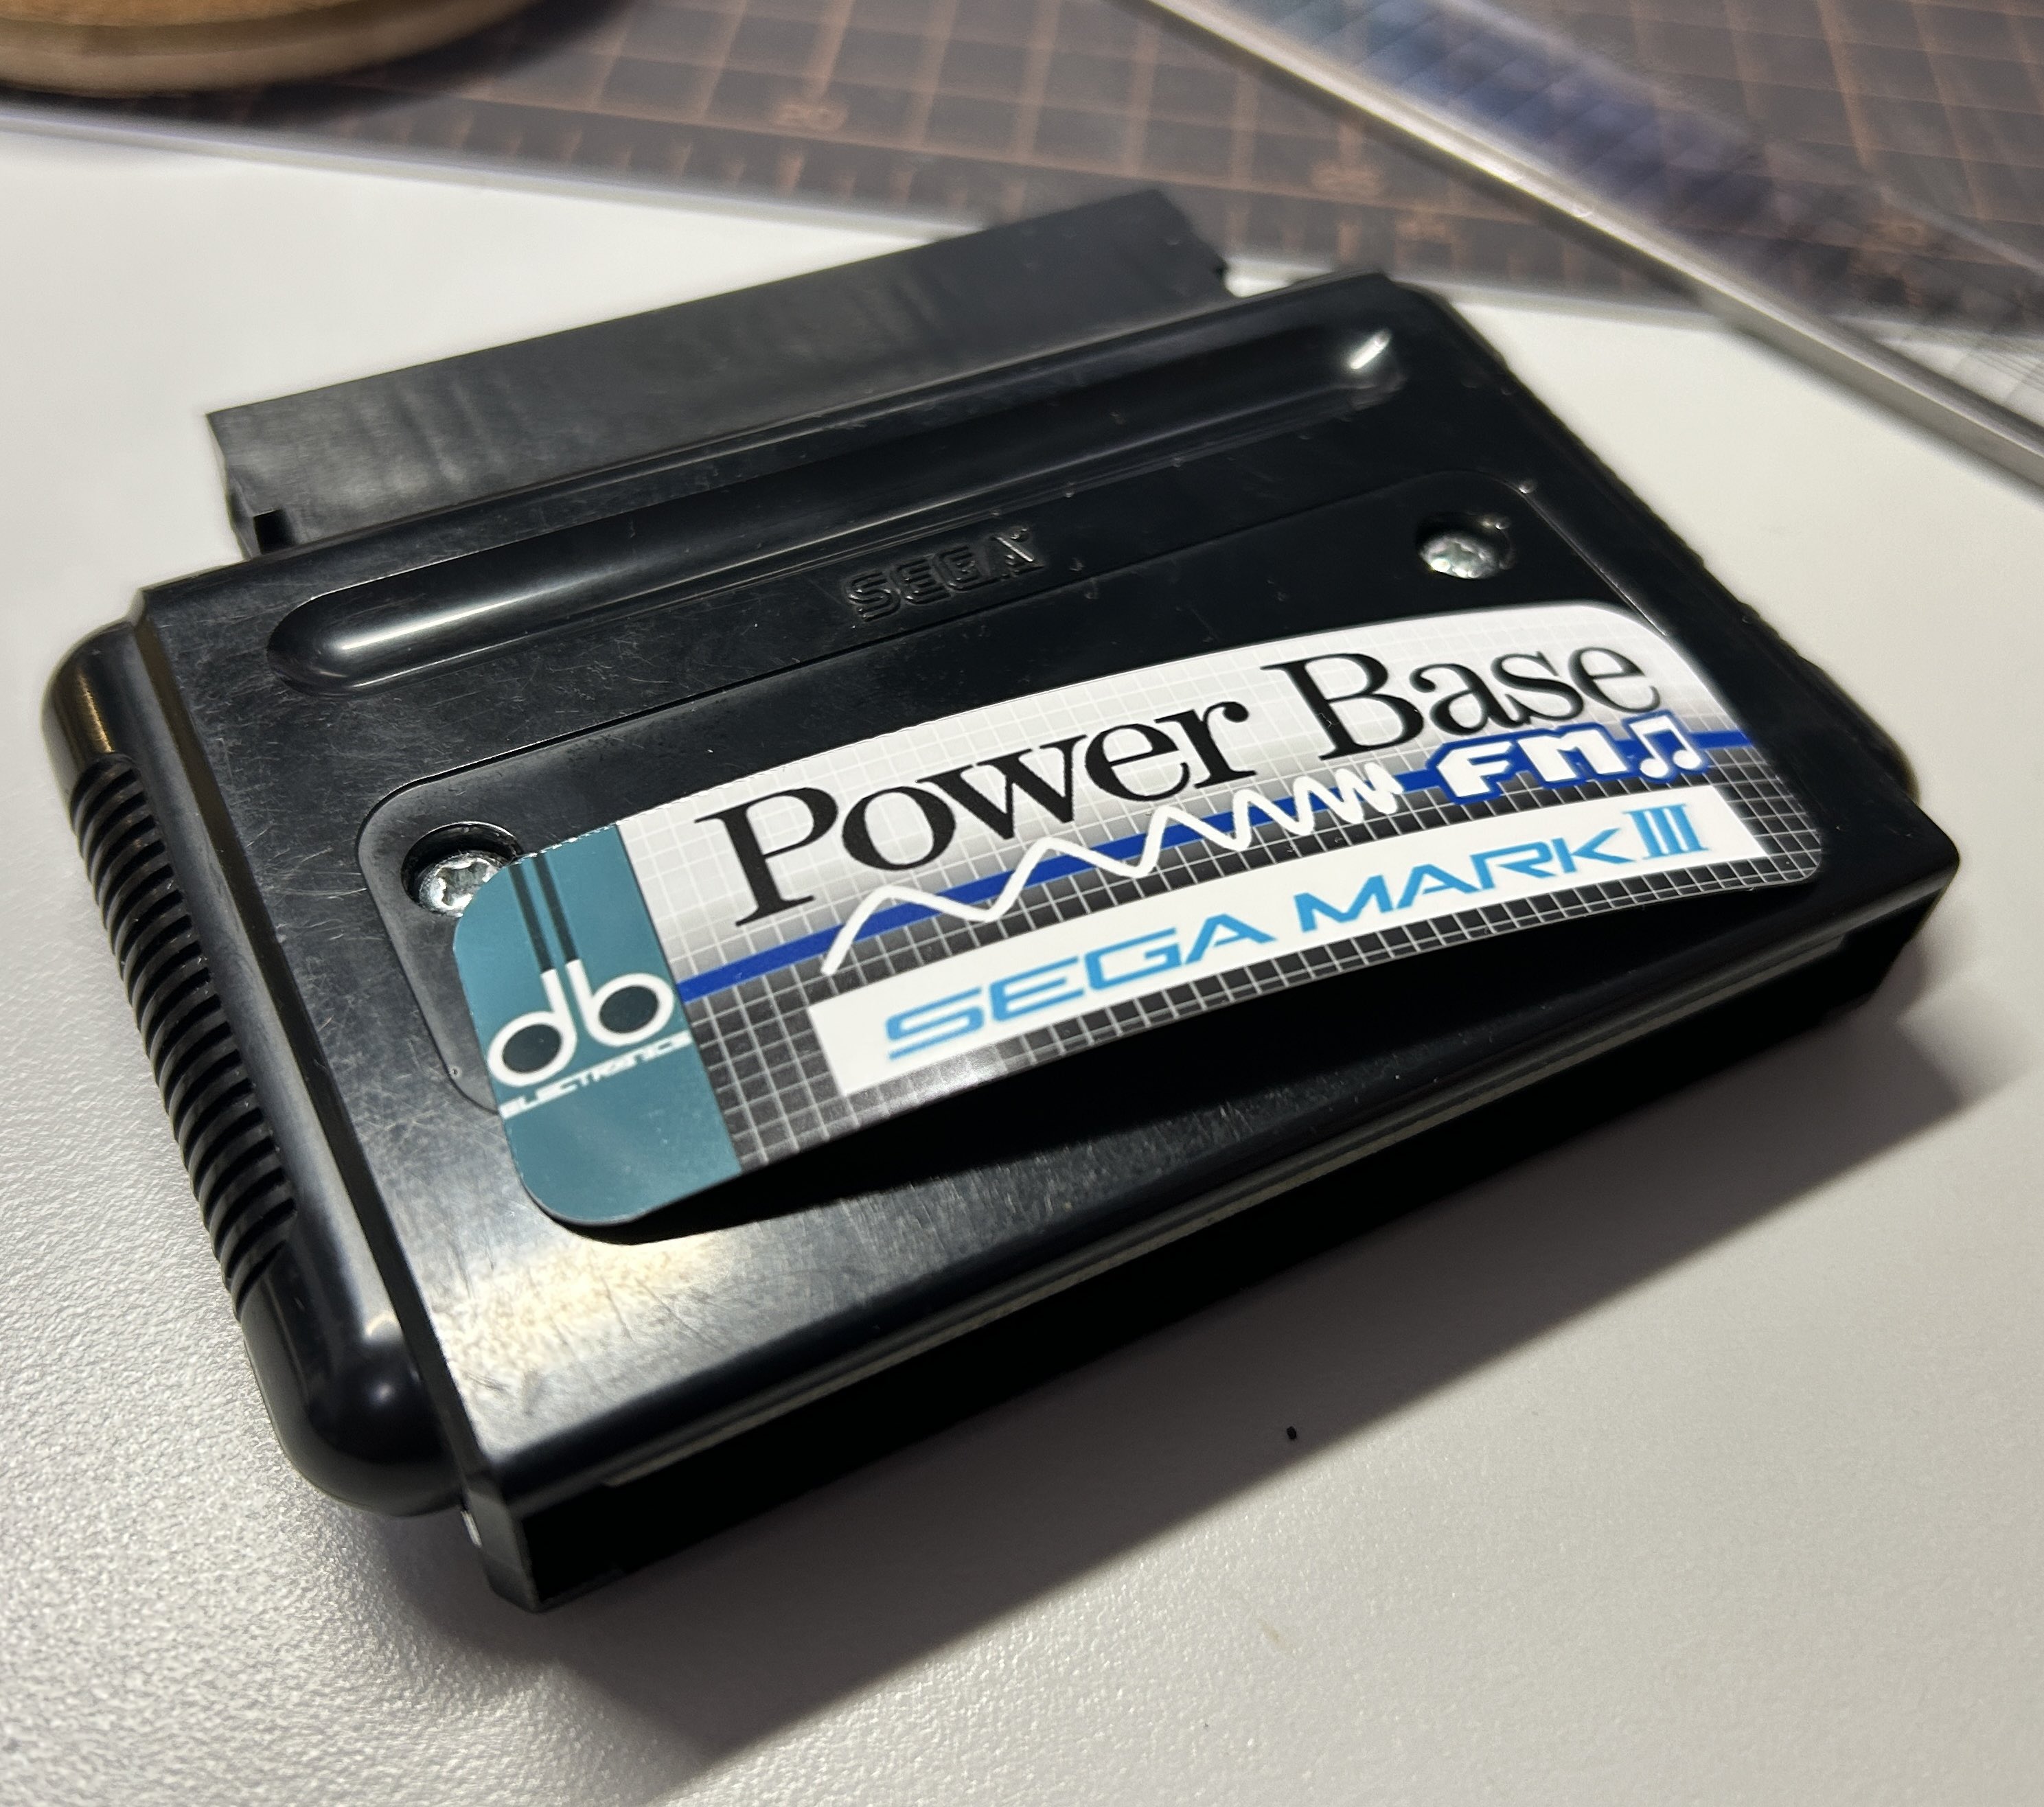 SEGA
Power Base
FM
SEGA MARK III
db
ELECTRONICS